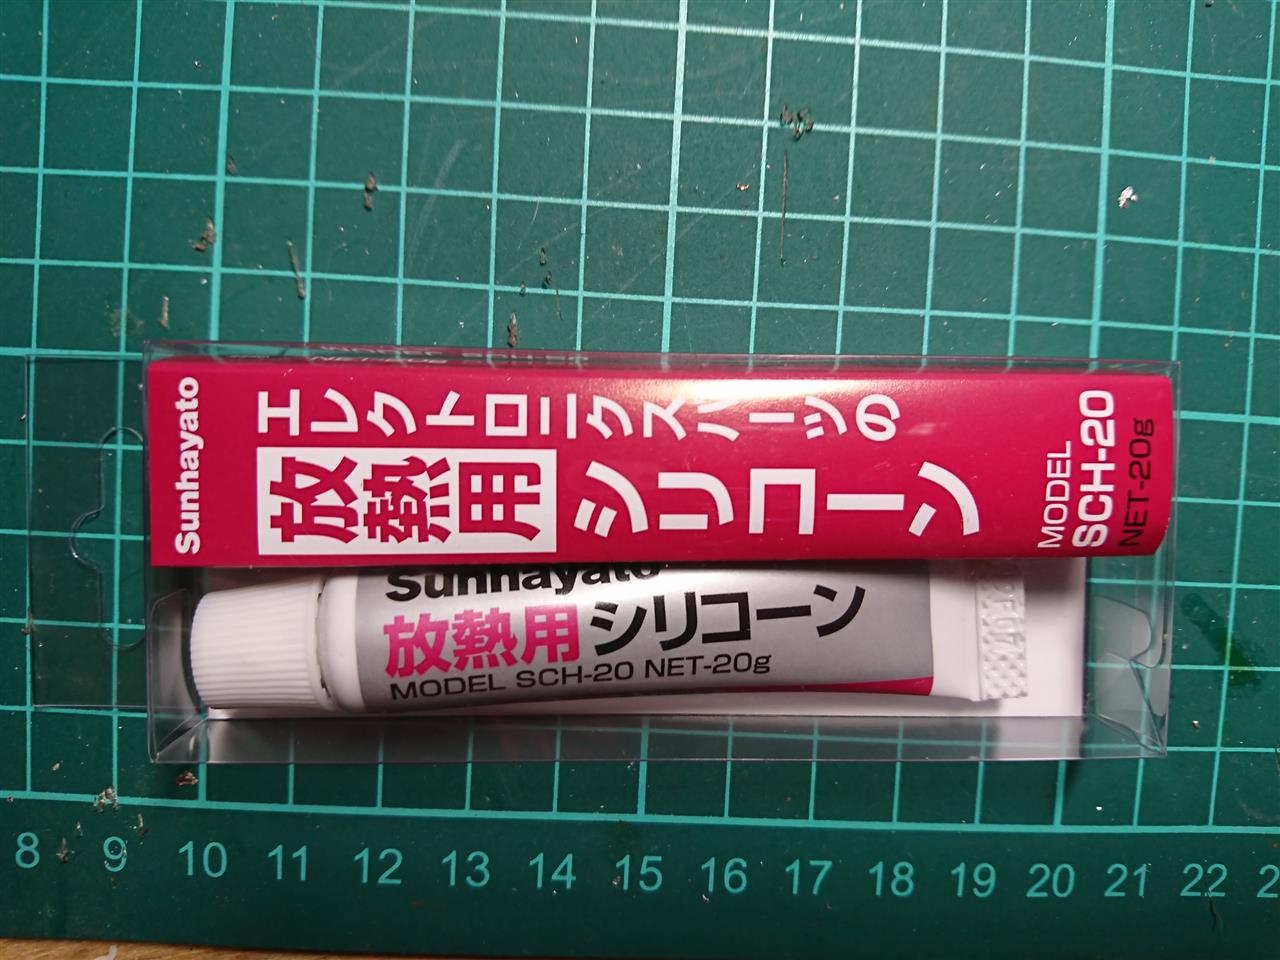 Sunhayato
エレクトロニクスパーツの
放熱用シリコーン
MODEL
SCH-20
NET-20g
Sunhayato
放熱用シリコーン
MODEL SCH-20 NET-20g
8 9 10 11 12 13 14 15 16 17 18 19 20 21 22